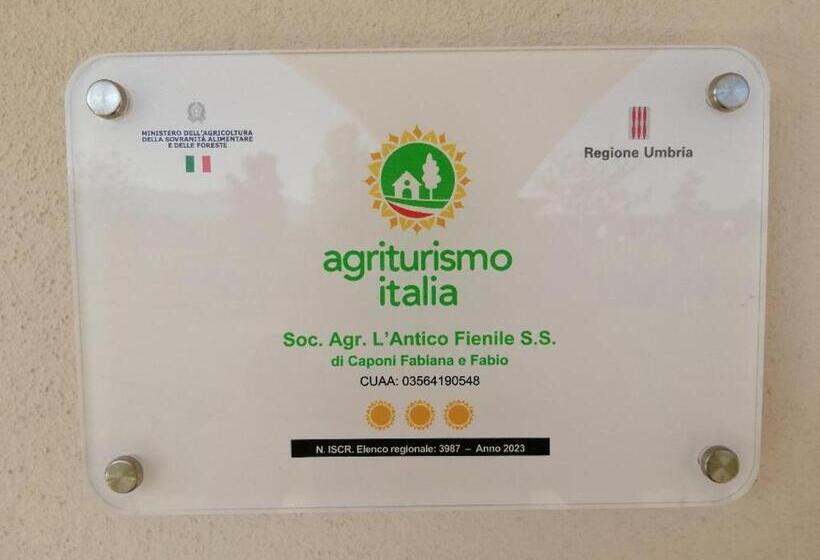 MINISTERO DELL'AGRICOLTURA
DELLA SOVRANITÀ ALIMENTARE
E DELLE FORESTE
Regione Umbria
agriturismo
italia
Soc. Agr. L'Antico Fienile S.S.
di Caponi Fabiana e Fabio
CUAA: 03564190548
N. ISCR. Elenco regionale: 3987 – Anno 2023